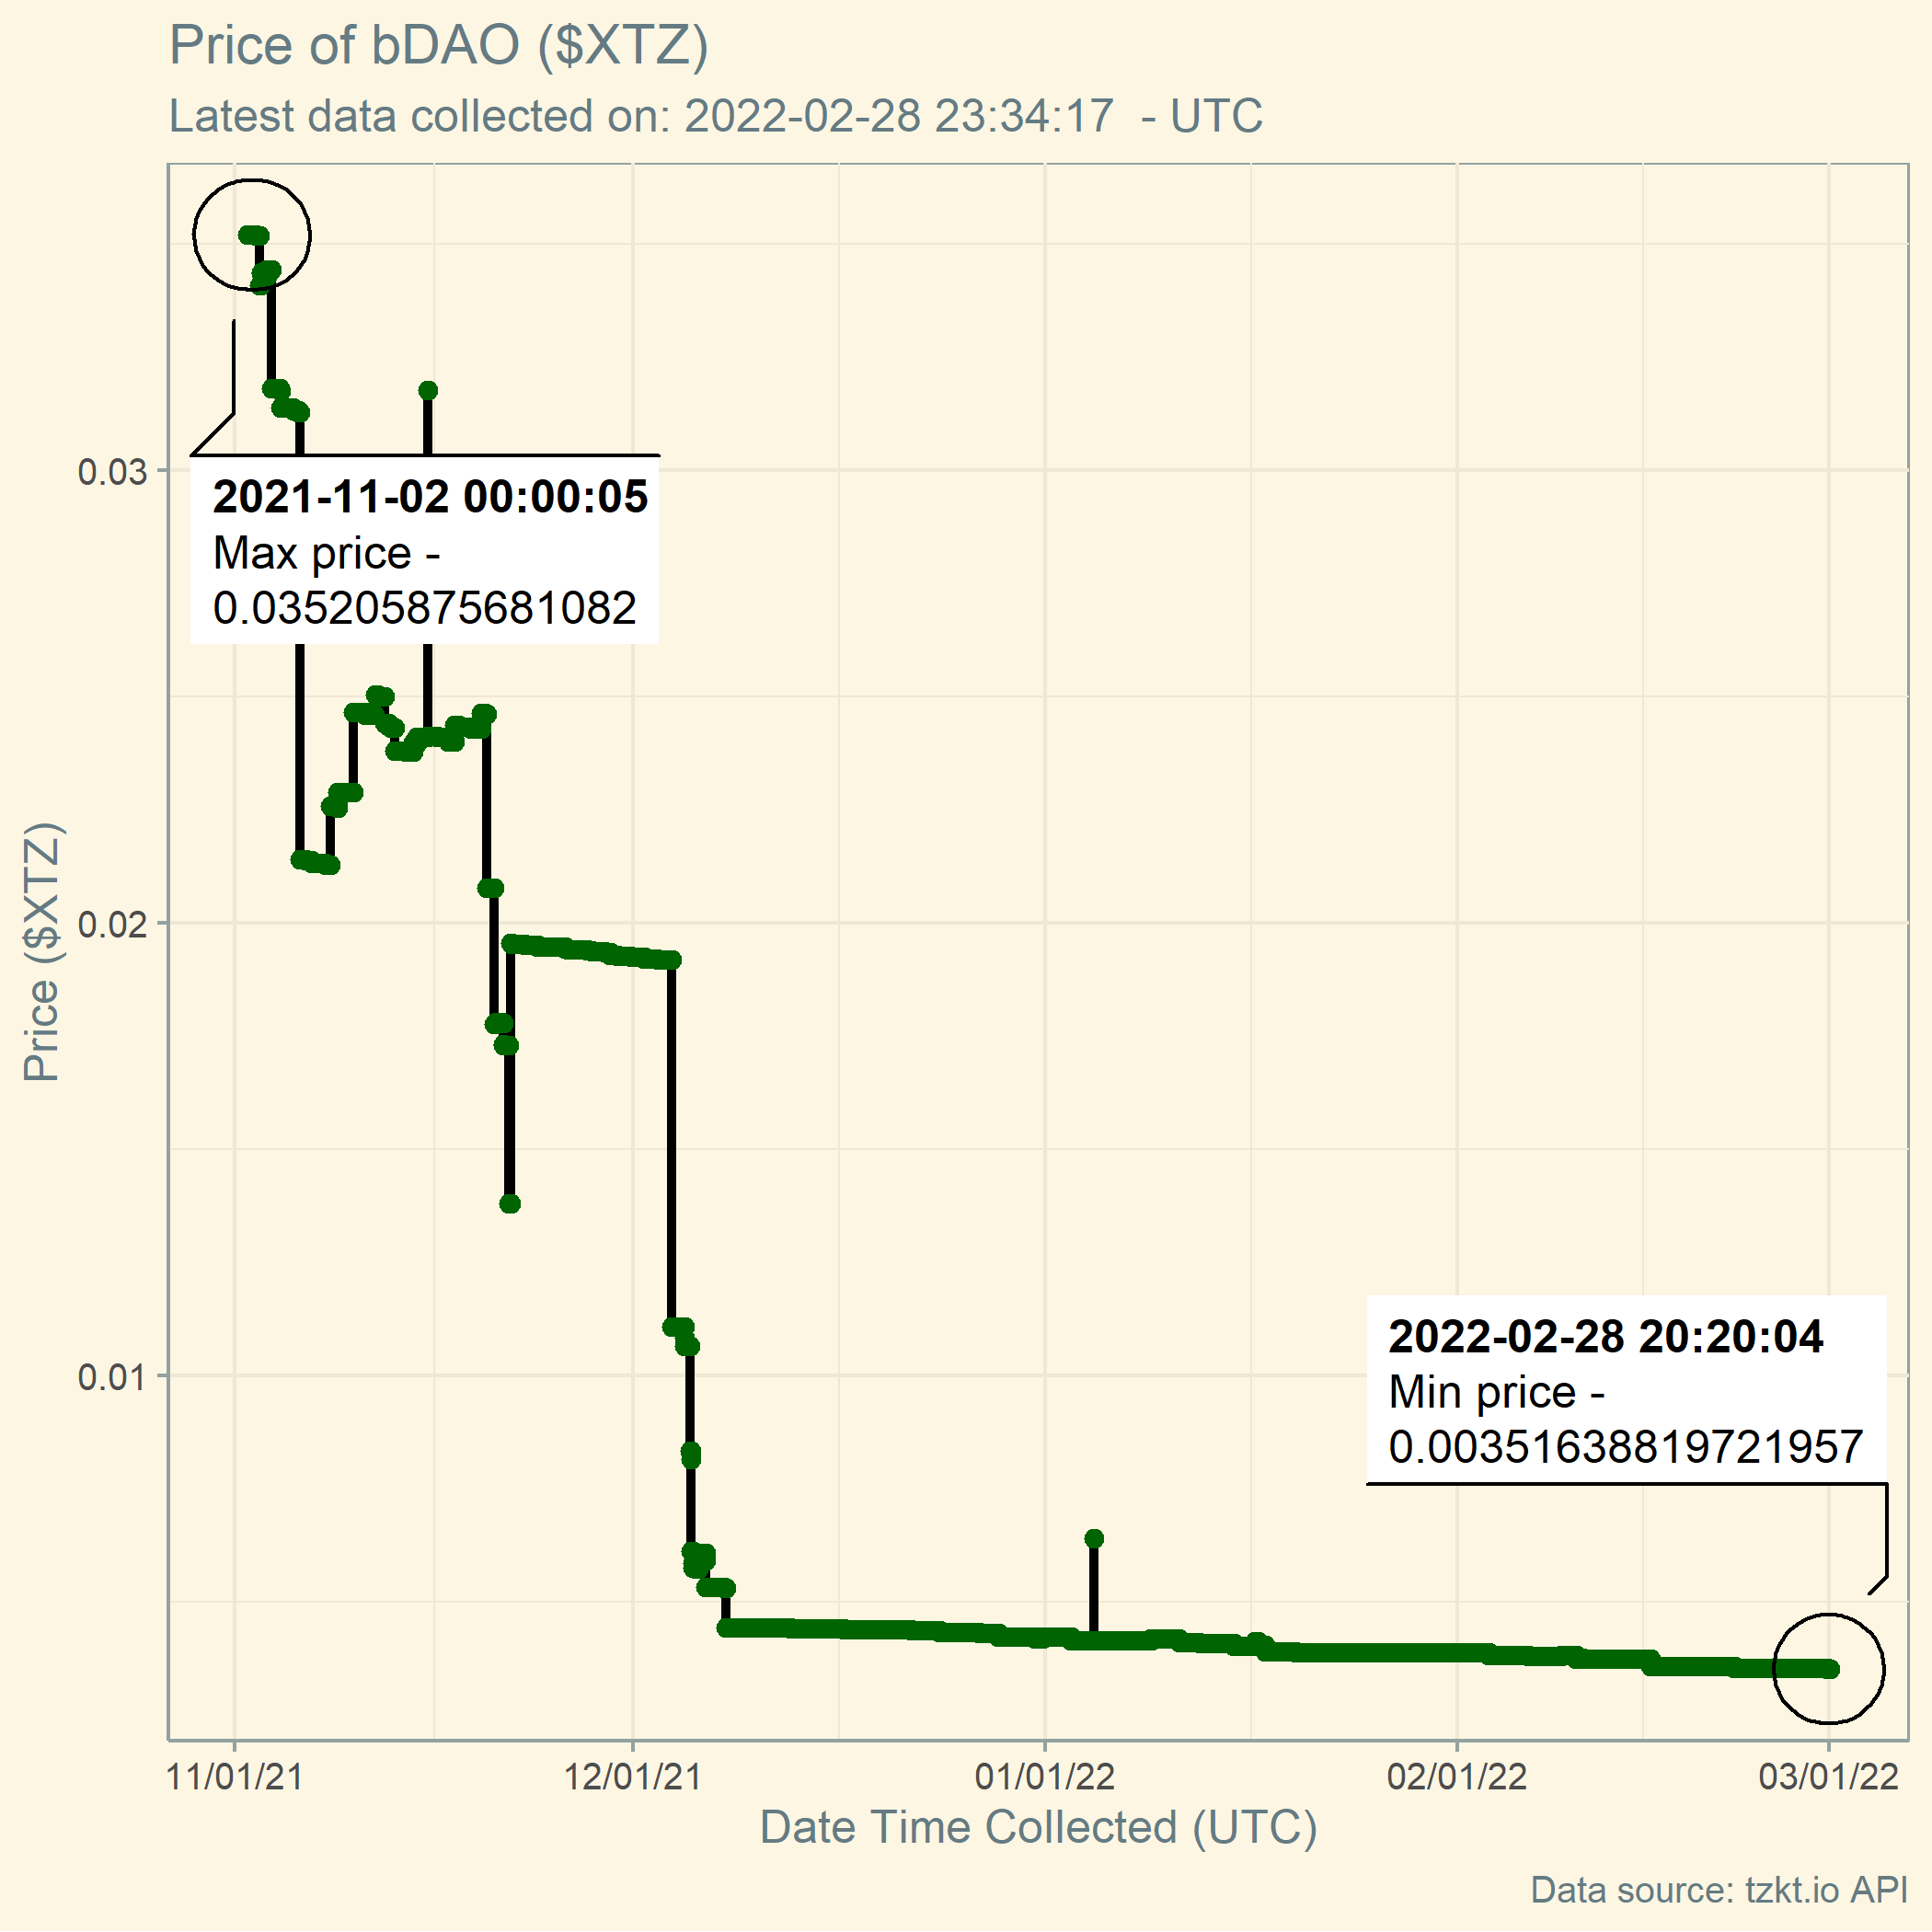 Price of bDAO ($XTZ)
Latest data collected on: 2022-02-28 23:34:17  - UTC
0.03
2021-11-02 00:00:05
Max price -
0.035205875681082
Price ($XTZ)
0.02
0.01
2022-02-28 20:20:04
Min price -
0.00351638819721957
11/01/21
12/01/21
01/01/22
02/01/22
03/01/22
Date Time Collected (UTC)
Data source: tzkt.io API